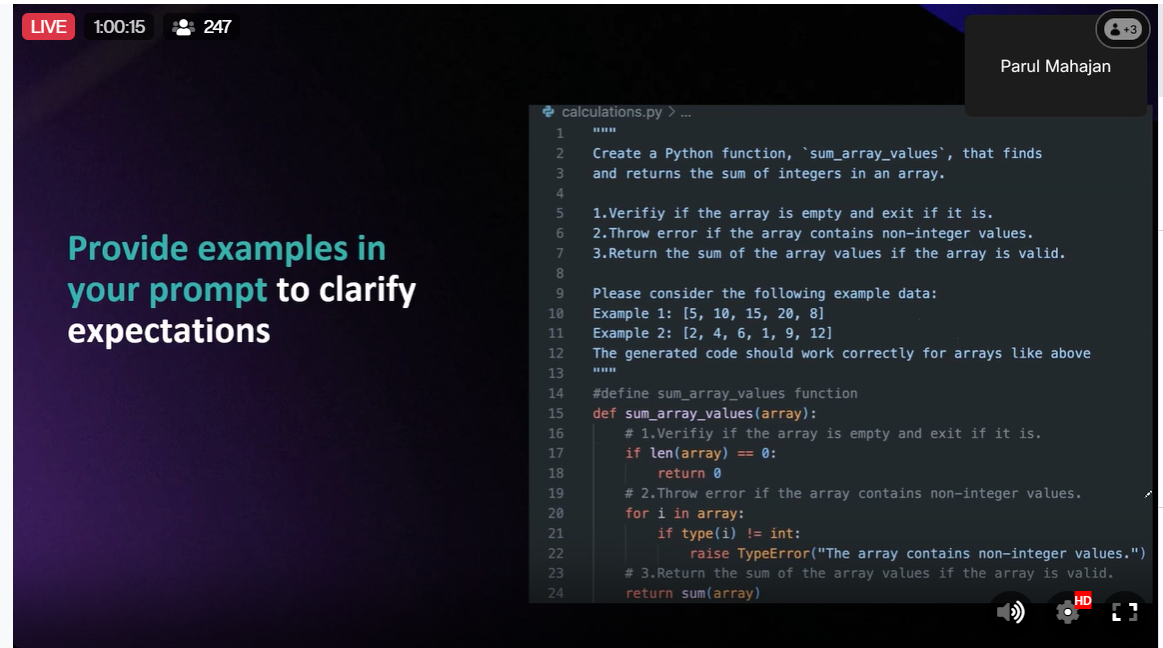 LIVE 1:00:15 247
+3
Parul Mahajan
Provide examples in
your prompt to clarify
expectations
calculations.py > ...
1 """
2 Create a Python function, `sum_array_values`, that finds
3 and returns the sum of integers in an array.
4
5 1.Verifiy if the array is empty and exit if it is.
6 2.Throw error if the array contains non-integer values.
7 3.Return the sum of the array values if the array is valid.
8
9 Please consider the following example data:
10 Example 1: [5, 10, 15, 20, 8]
11 Example 2: [2, 4, 6, 1, 9, 12]
12 The generated code should work correctly for arrays like above
13 """
14 #define sum_array_values function
15 def sum_array_values(array):
16 # 1.Verifiy if the array is empty and exit if it is.
17 if len(array) == 0:
18 return 0
19 # 2.Throw error if the array contains non-integer values.
20 for i in array:
21 if type(i) != int:
22 raise TypeError("The array contains non-integer values.")
23 # 3.Return the sum of the array values if the array is valid.
24 return sum(array)
HD